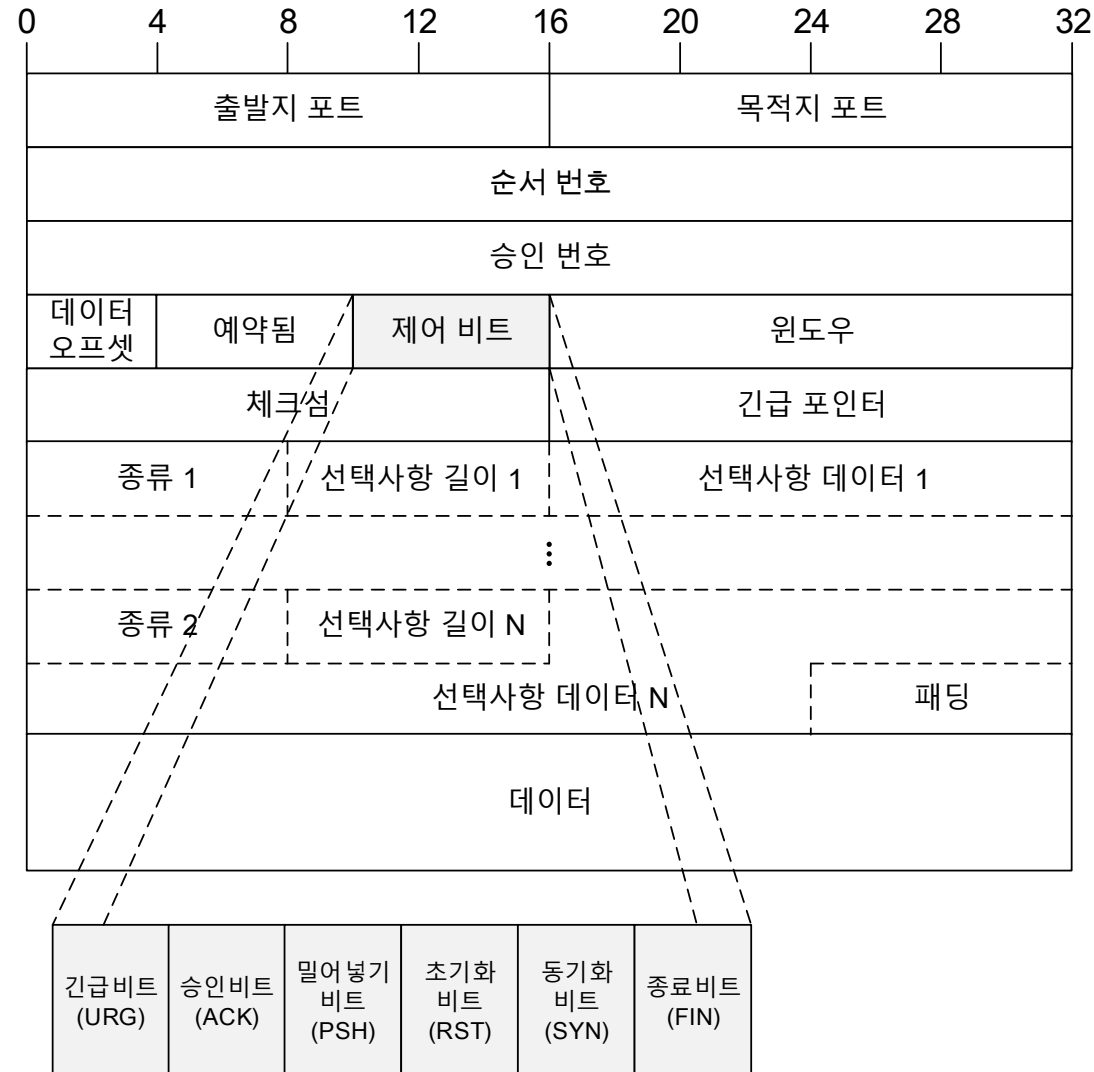 0 4 8 12 16 20 24 28 32
출발지 포트 목적지 포트
순서 번호
승인 번호
데이터
오프셋
예약됨 제어 비트 윈도우
체크섬 긴급 포인터
종류 1 선택사항 길이 1 선택사항 데이터 1
⋮
종류 2 선택사항 길이 N
선택사항 데이터 N 패딩
데이터
긴급비트
(URG)
승인비트
(ACK)
밀어넣기
비트
(PSH)
초기화
비트
(RST)
동기화
비트
(SYN)
종료비트
(FIN)